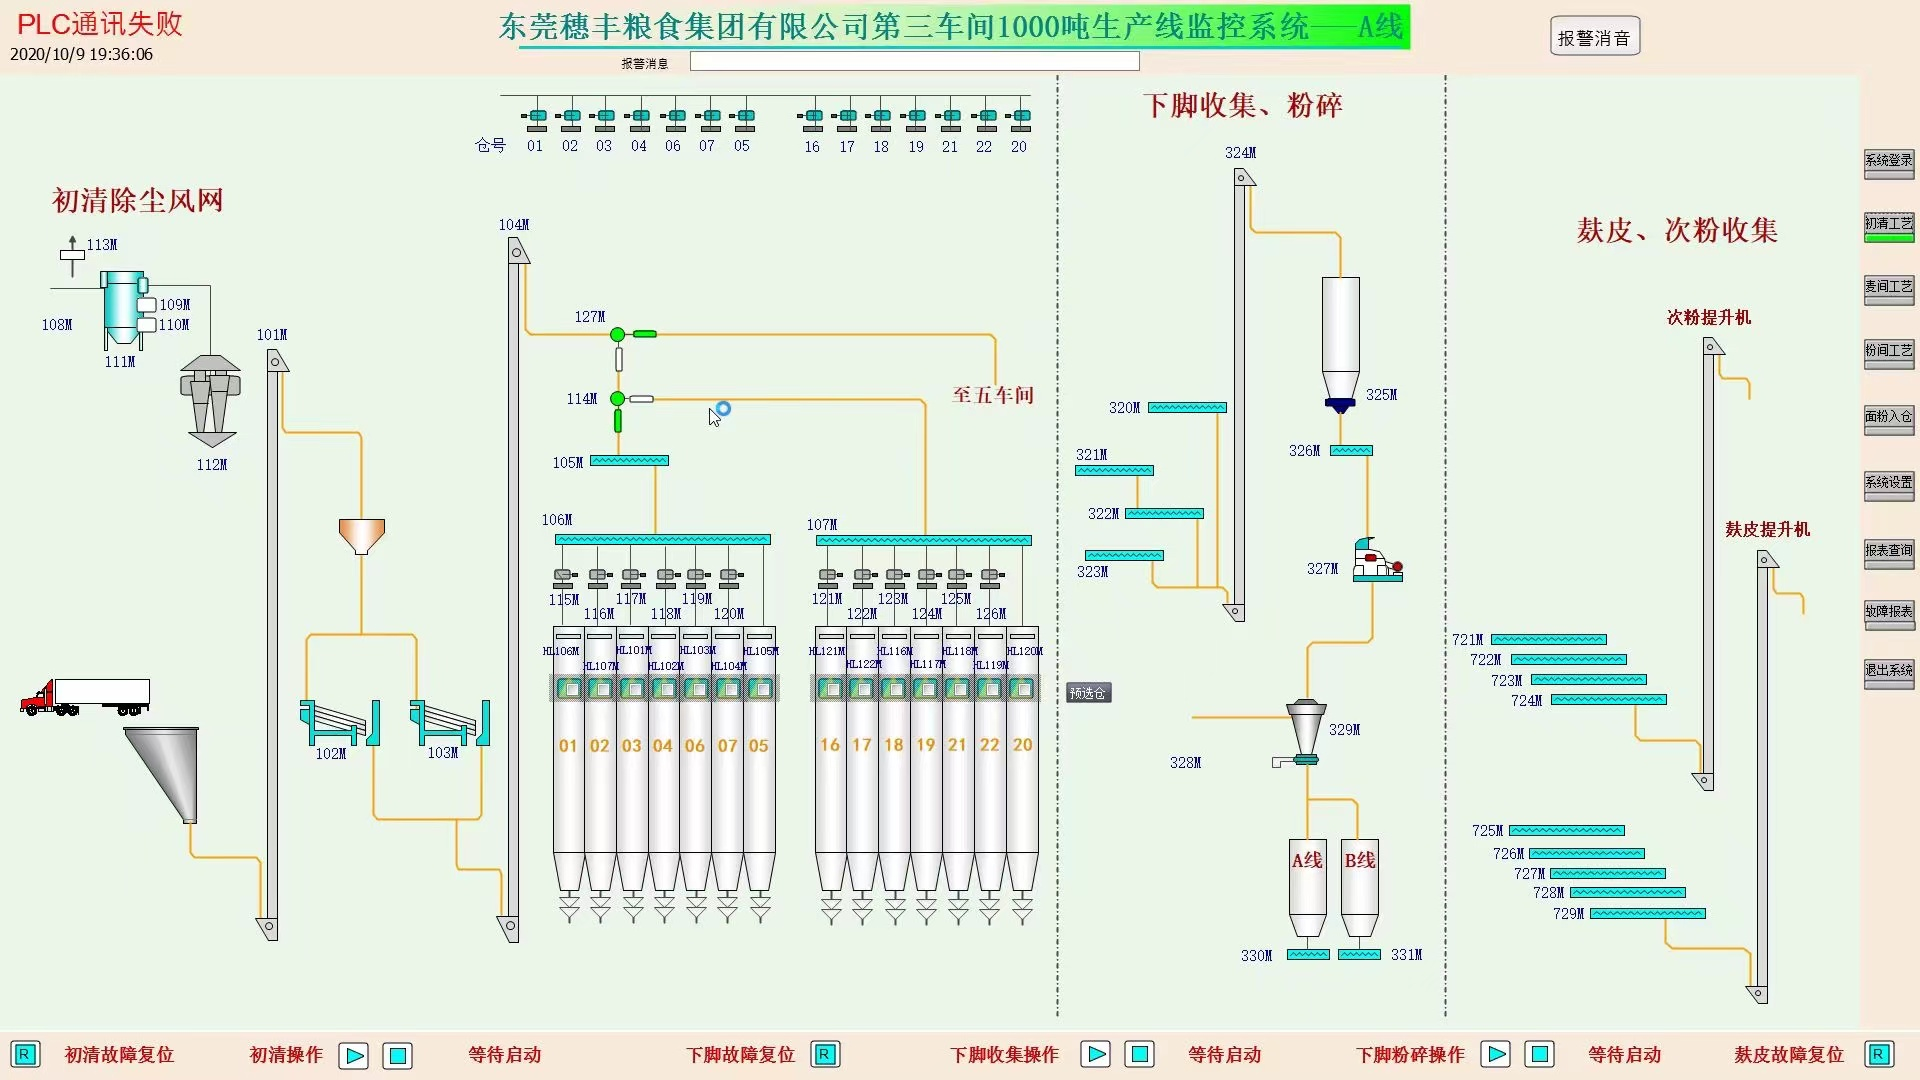 PLC通讯失败
2020/10/9 19:36:06
东莞穗丰粮食集团有限公司第三车间1000吨生产线监控系统——A线
报警消息
报警消音
仓号 01 02 03 04 06 07 05 16 17 18 19 21 22 20
初清除尘风网
下脚收集、粉碎
麸皮、次粉收集
系统登录
初清工艺
麦间工艺
粉间工艺
面粉入仓
系统设置
报表查询
故障报表
退出系统
113M
109M
108M
110M
111M
112M
101M
102M
103M
104M
127M
114M
至五车间
105M
106M
107M
115M
116M
117M
118M
119M
120M
121M
122M
123M
124M
125M
126M
HL106M
HL107M
HL101M
HL102M
HL103M
HL104M
HL105M
HL121M
HL122M
HL116M
HL117M
HL118M
HL119M
HL120M
预选仓
01 02 03 04 06 07 05
16 17 18 19 21 22 20
324M
325M
320M
321M
322M
323M
326M
327M
329M
328M
A线
B线
330M
331M
次粉提升机
麸皮提升机
721M
722M
723M
724M
725M
726M
727M
728M
729M
R 初清故障复位 初清操作 等待启动 下脚故障复位 R 下脚收集操作 等待启动 下脚粉碎操作 等待启动 麸皮故障复位 R